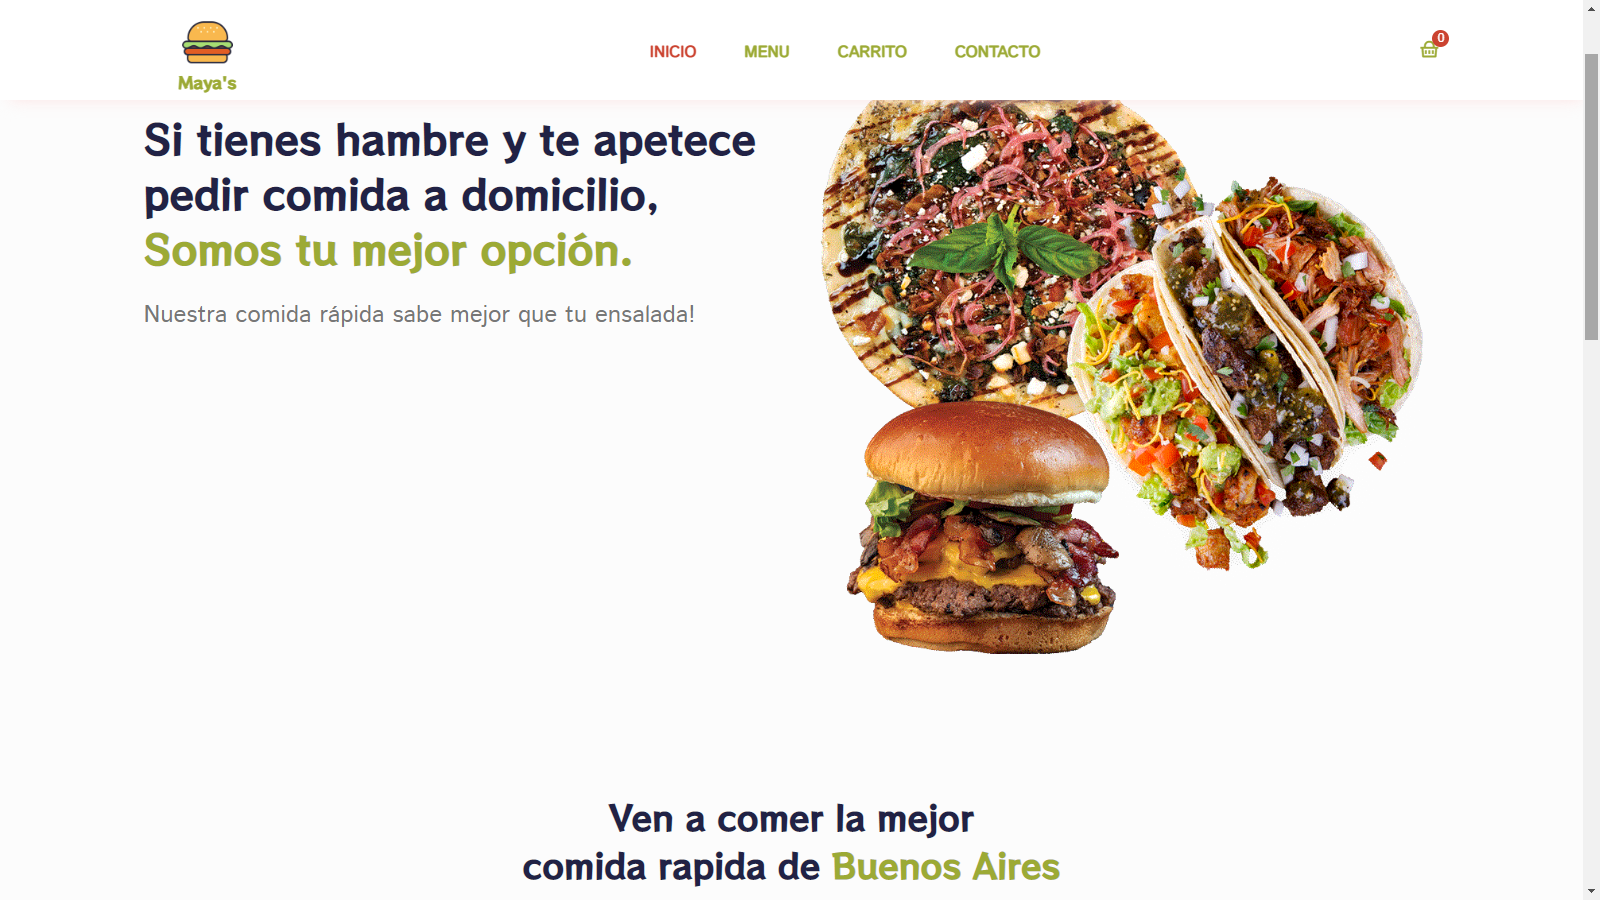 Maya's
INICIO
MENU
CARRITO
CONTACTO
0
Si tienes hambre y te apetece
pedir comida a domicilio,
Somos tu mejor opción.
Nuestra comida rápida sabe mejor que tu ensalada!
Ven a comer la mejor
comida rapida de Buenos Aires